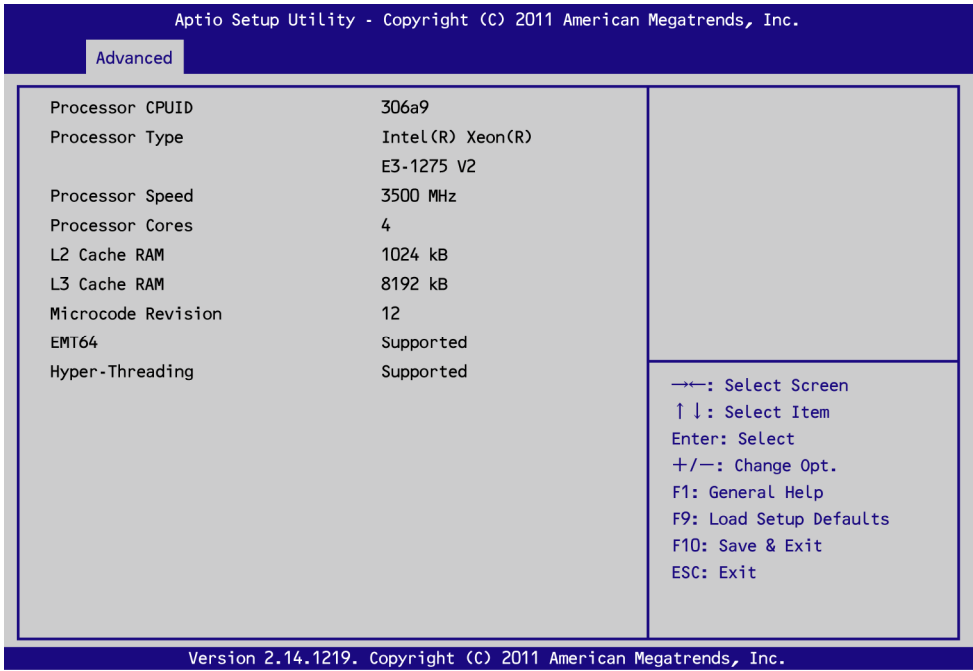 Aptio Setup Utility - Copyright (C) 2011 American Megatrends, Inc.
Advanced
Processor CPUID 306a9
Processor Type Intel(R) Xeon(R)
E3-1275 V2
Processor Speed 3500 MHz
Processor Cores 4
L2 Cache RAM 1024 kB
L3 Cache RAM 8192 kB
Microcode Revision 12
EMT64 Supported
Hyper-Threading Supported
→←: Select Screen
↑↓: Select Item
Enter: Select
+/-: Change Opt.
F1: General Help
F9: Load Setup Defaults
F10: Save & Exit
ESC: Exit
Version 2.14.1219. Copyright (C) 2011 American Megatrends, Inc.